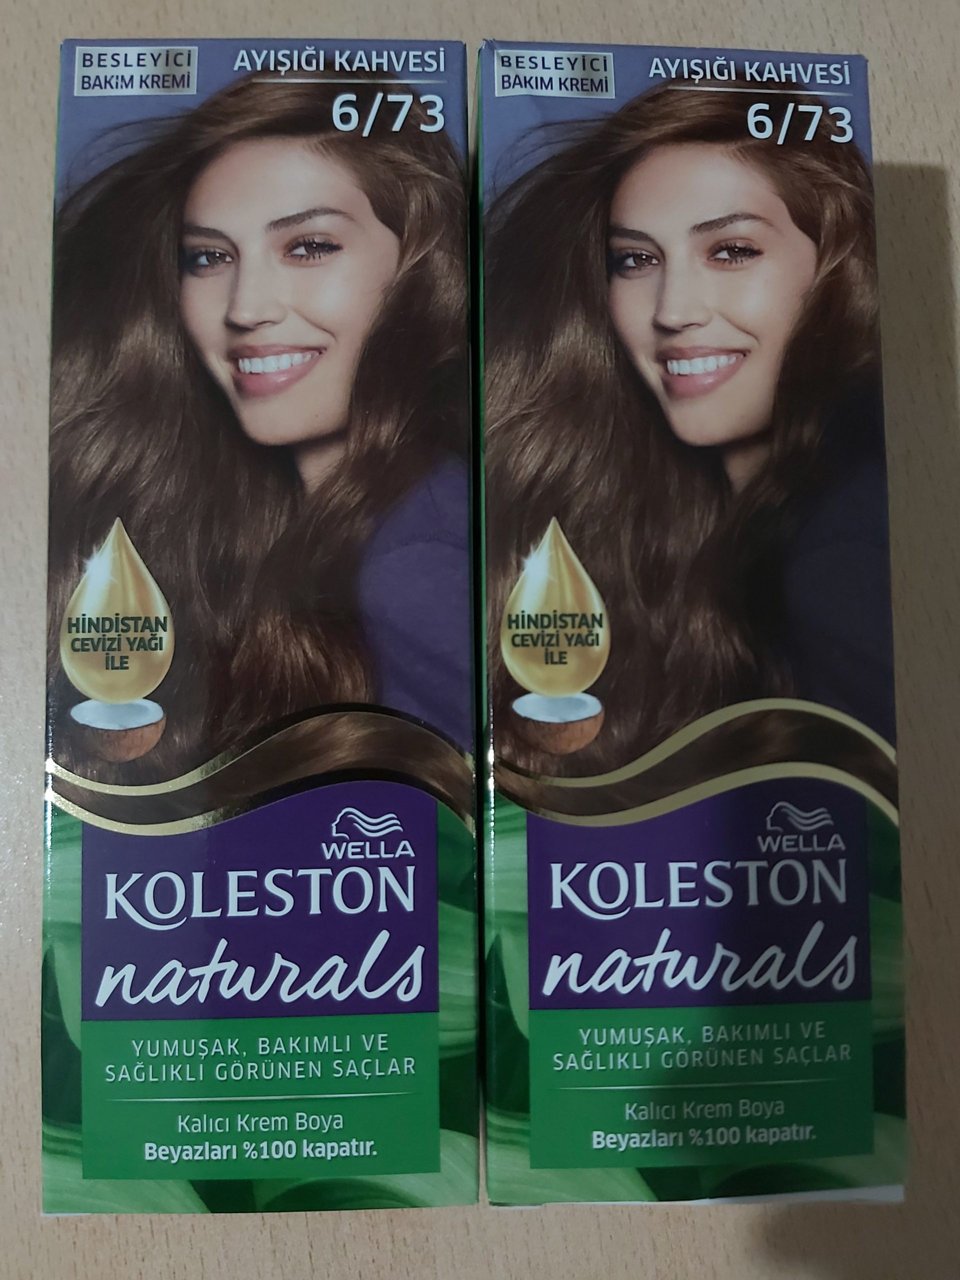 BESLEYİCİ
BAKIM KREMİ
AYIŞIĞI KAHVESİ
6/73
HİNDİSTAN
CEVİZİ YAĞI
İLE
WELLA
KOLESTON
naturals
YUMUŞAK, BAKIMLI VE
SAĞLIKLI GÖRÜNEN SAÇLAR
Kalıcı Krem Boya
Beyazları %100 kapatır.
BESLEYİCİ
BAKIM KREMİ
AYIŞIĞI KAHVESİ
6/73
HİNDİSTAN
CEVİZİ YAĞI
İLE
WELLA
KOLESTON
naturals
YUMUŞAK, BAKIMLI VE
SAĞLIKLI GÖRÜNEN SAÇLAR
Kalıcı Krem Boya
Beyazları %100 kapatır.